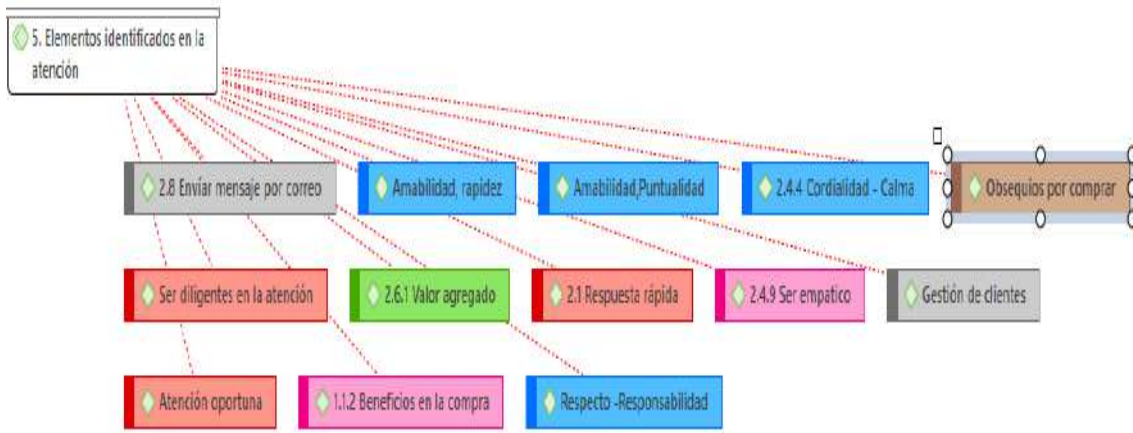 5. Elementos identificados en la
atención
2.8 Envíar mensaje por correo
Amabilidad, rapidez
Amabilidad,Puntualidad
2.4.4 Cordialidad - Calma
Obsequios por comprar
Ser diligentes en la atención
2.6.1 Valor agregado
2.1 Respuesta rápida
2.4.9 Ser empatico
Gestión de clientes
Atención oportuna
1.1.2 Beneficios en la compra
Respecto -Responsabilidad